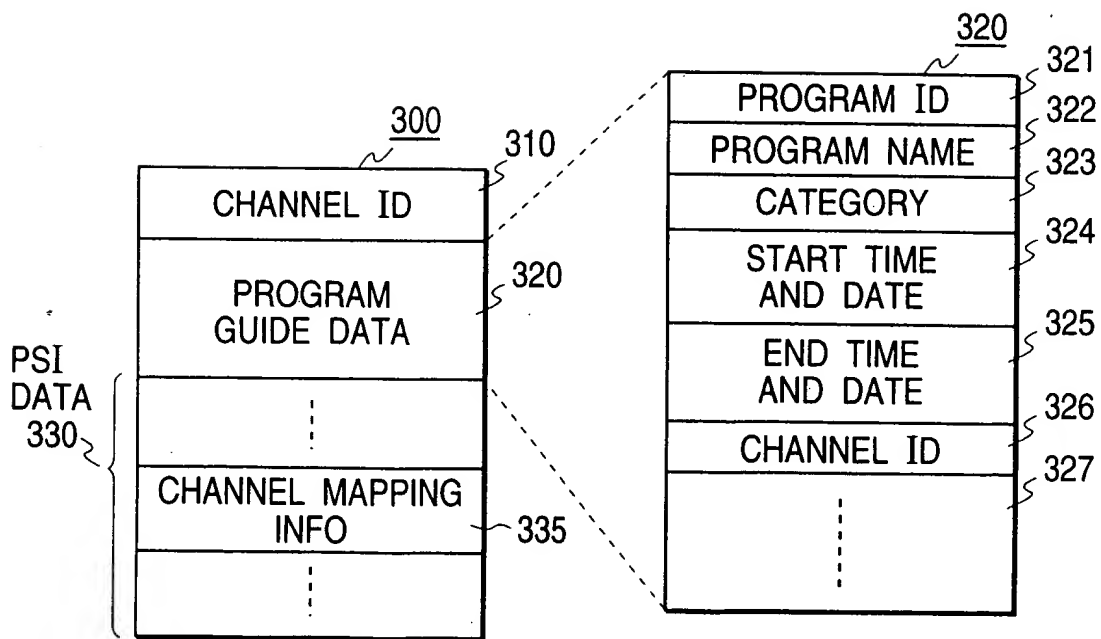 300
310
CHANNEL ID
PROGRAM
GUIDE DATA
320
PSI
DATA
330
CHANNEL MAPPING
INFO
335
320
321
PROGRAM ID
322
PROGRAM NAME
323
CATEGORY
324
START TIME
AND DATE
325
END TIME
AND DATE
326
CHANNEL ID
327